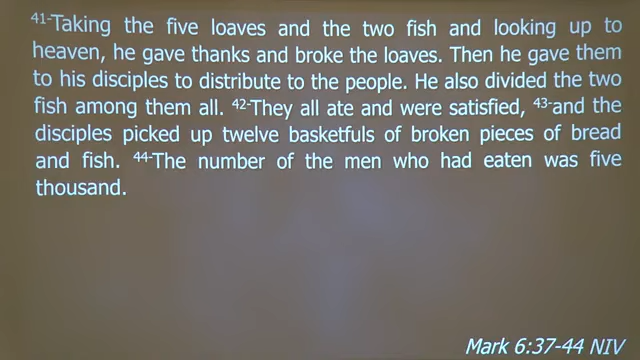 41-Taking the five loaves and the two fish and looking up to
heaven, he gave thanks and broke the loaves. Then he gave them
to his disciples to distribute to the people. He also divided the two
fish among them all. 42-They all ate and were satisfied, 43-and the
disciples picked up twelve basketfuls of broken pieces of bread
and fish. 44-The number of the men who had eaten was five
thousand.
Mark 6:37-44 NIV